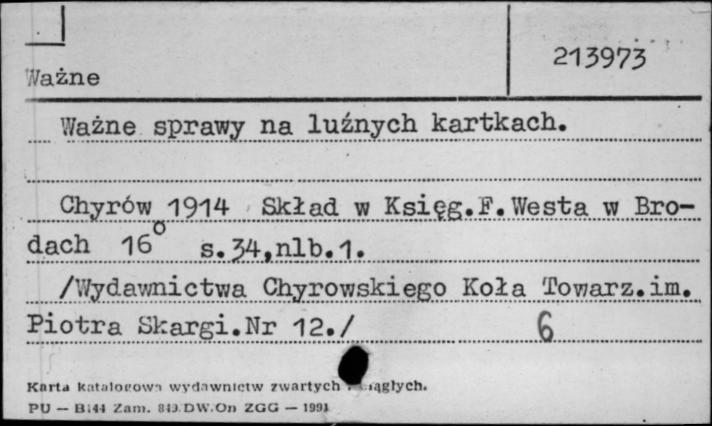 213973
Ważne
Ważne sprawy na luźnych kartkach.
Chyrów 1914 Skład w Księg.F.Westa w Bro-
dach 16° s.34,nlb.1.
/Wydawnictwa Chyrowskiego Koła Towarz.im.
Piotra Skargi.Nr 12./ 6
Karta katalogowa wydawnictw zwartych i ciągłych.
PU — B144 Zam. DW.On ZGG — 1991